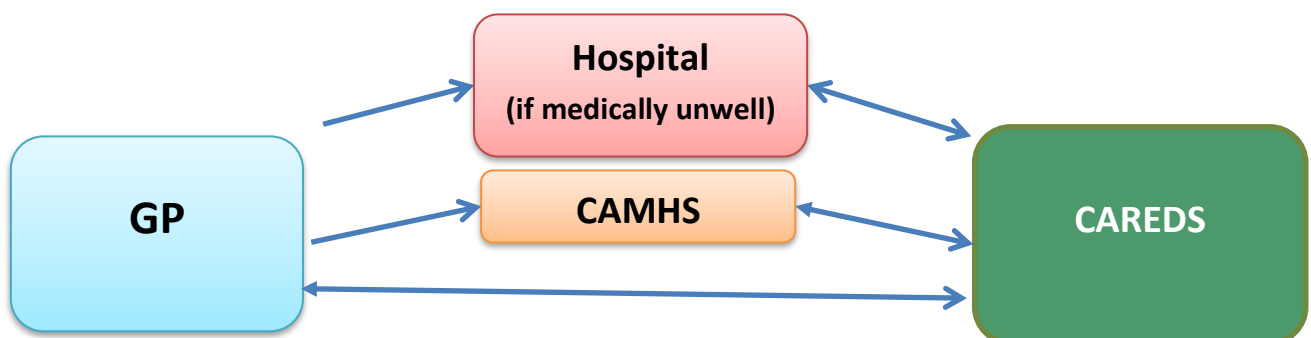 Hospital
(if medically unwell)
GP
CAMHS
CAREDS